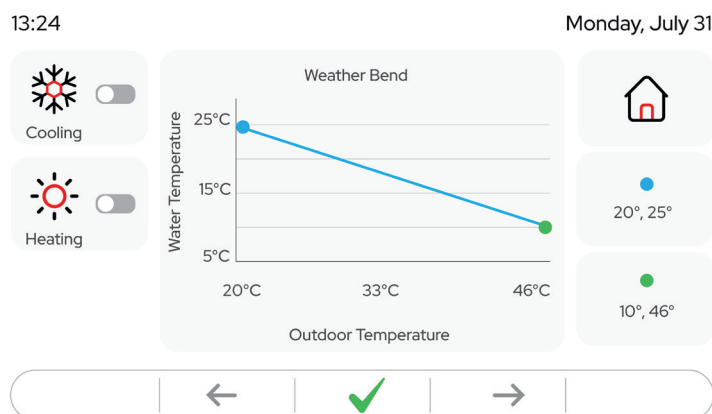 13:24
Monday, July 31
Cooling
Heating
Weather Bend
Water Temperature
25°C
15°C
5°C
20°C
33°C
46°C
Outdoor Temperature
20°, 25°
10°, 46°